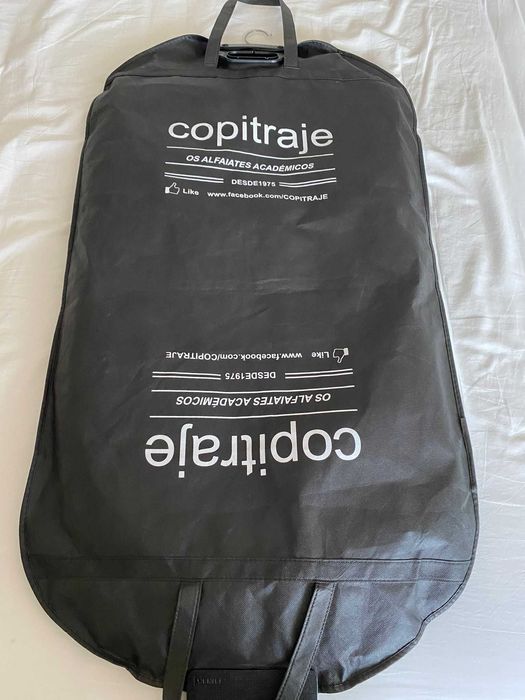 copitraje
OS ALFAIATES ACADÉMICOS
DESDE1975
Like www.facebook.com/COPITRAJE
Like www.facebook.com/COPITRAJE
DESDE1975
OS ALFAIATES ACADÉMICOS
copitraje